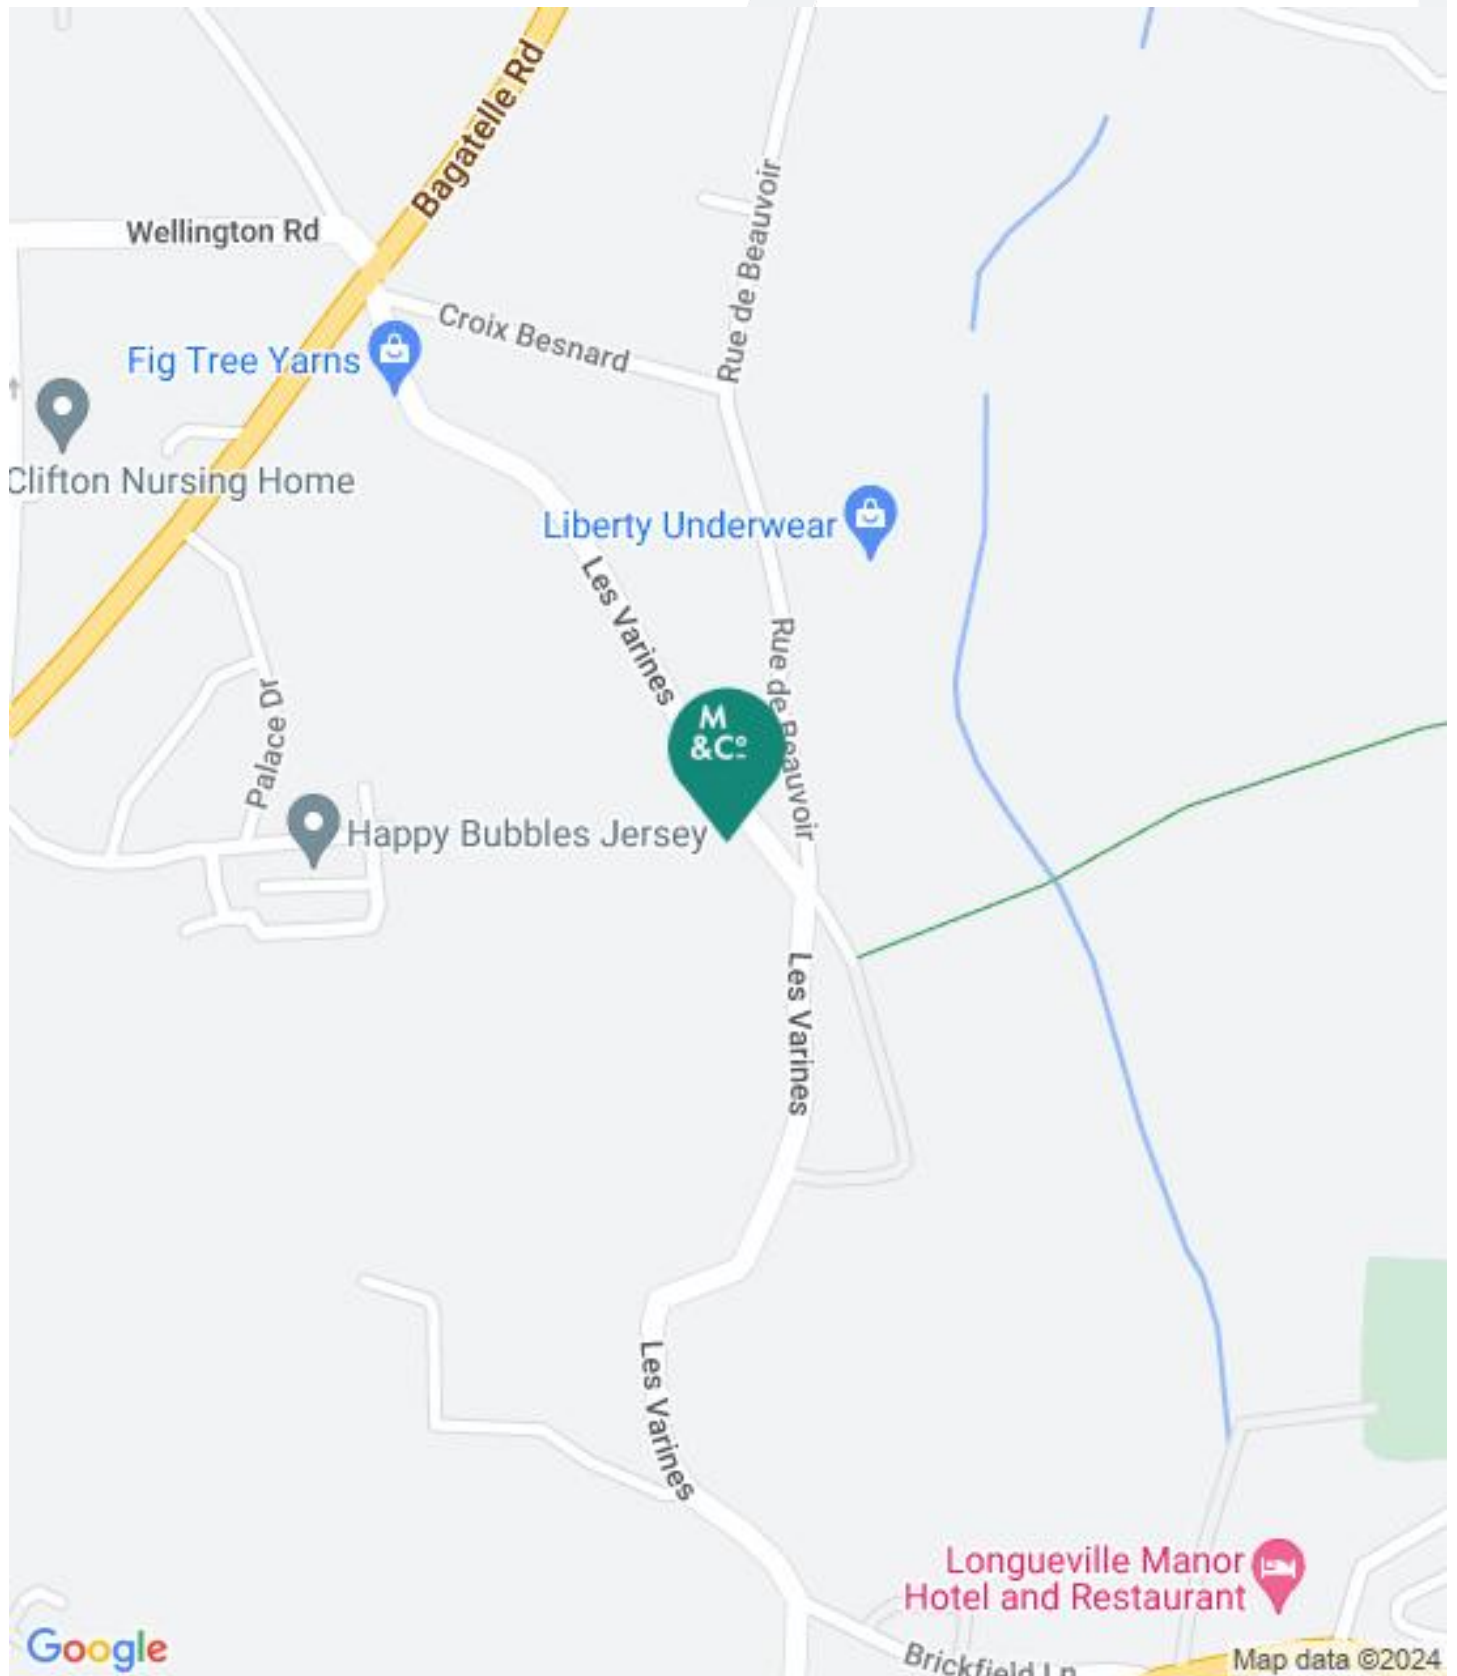 Bagatelle Rd
Wellington Rd
Rue de Beauvoir
Croix Besnard
Fig Tree Yarns
Clifton Nursing Home
Liberty Underwear
Les Varines
Rue de Beauvoir
Palace Dr
M
&Co
Happy Bubbles Jersey
Les Varines
Les Varines
Longueville Manor
Hotel and Restaurant
Brickfield Ln
Google
Map data ©2024